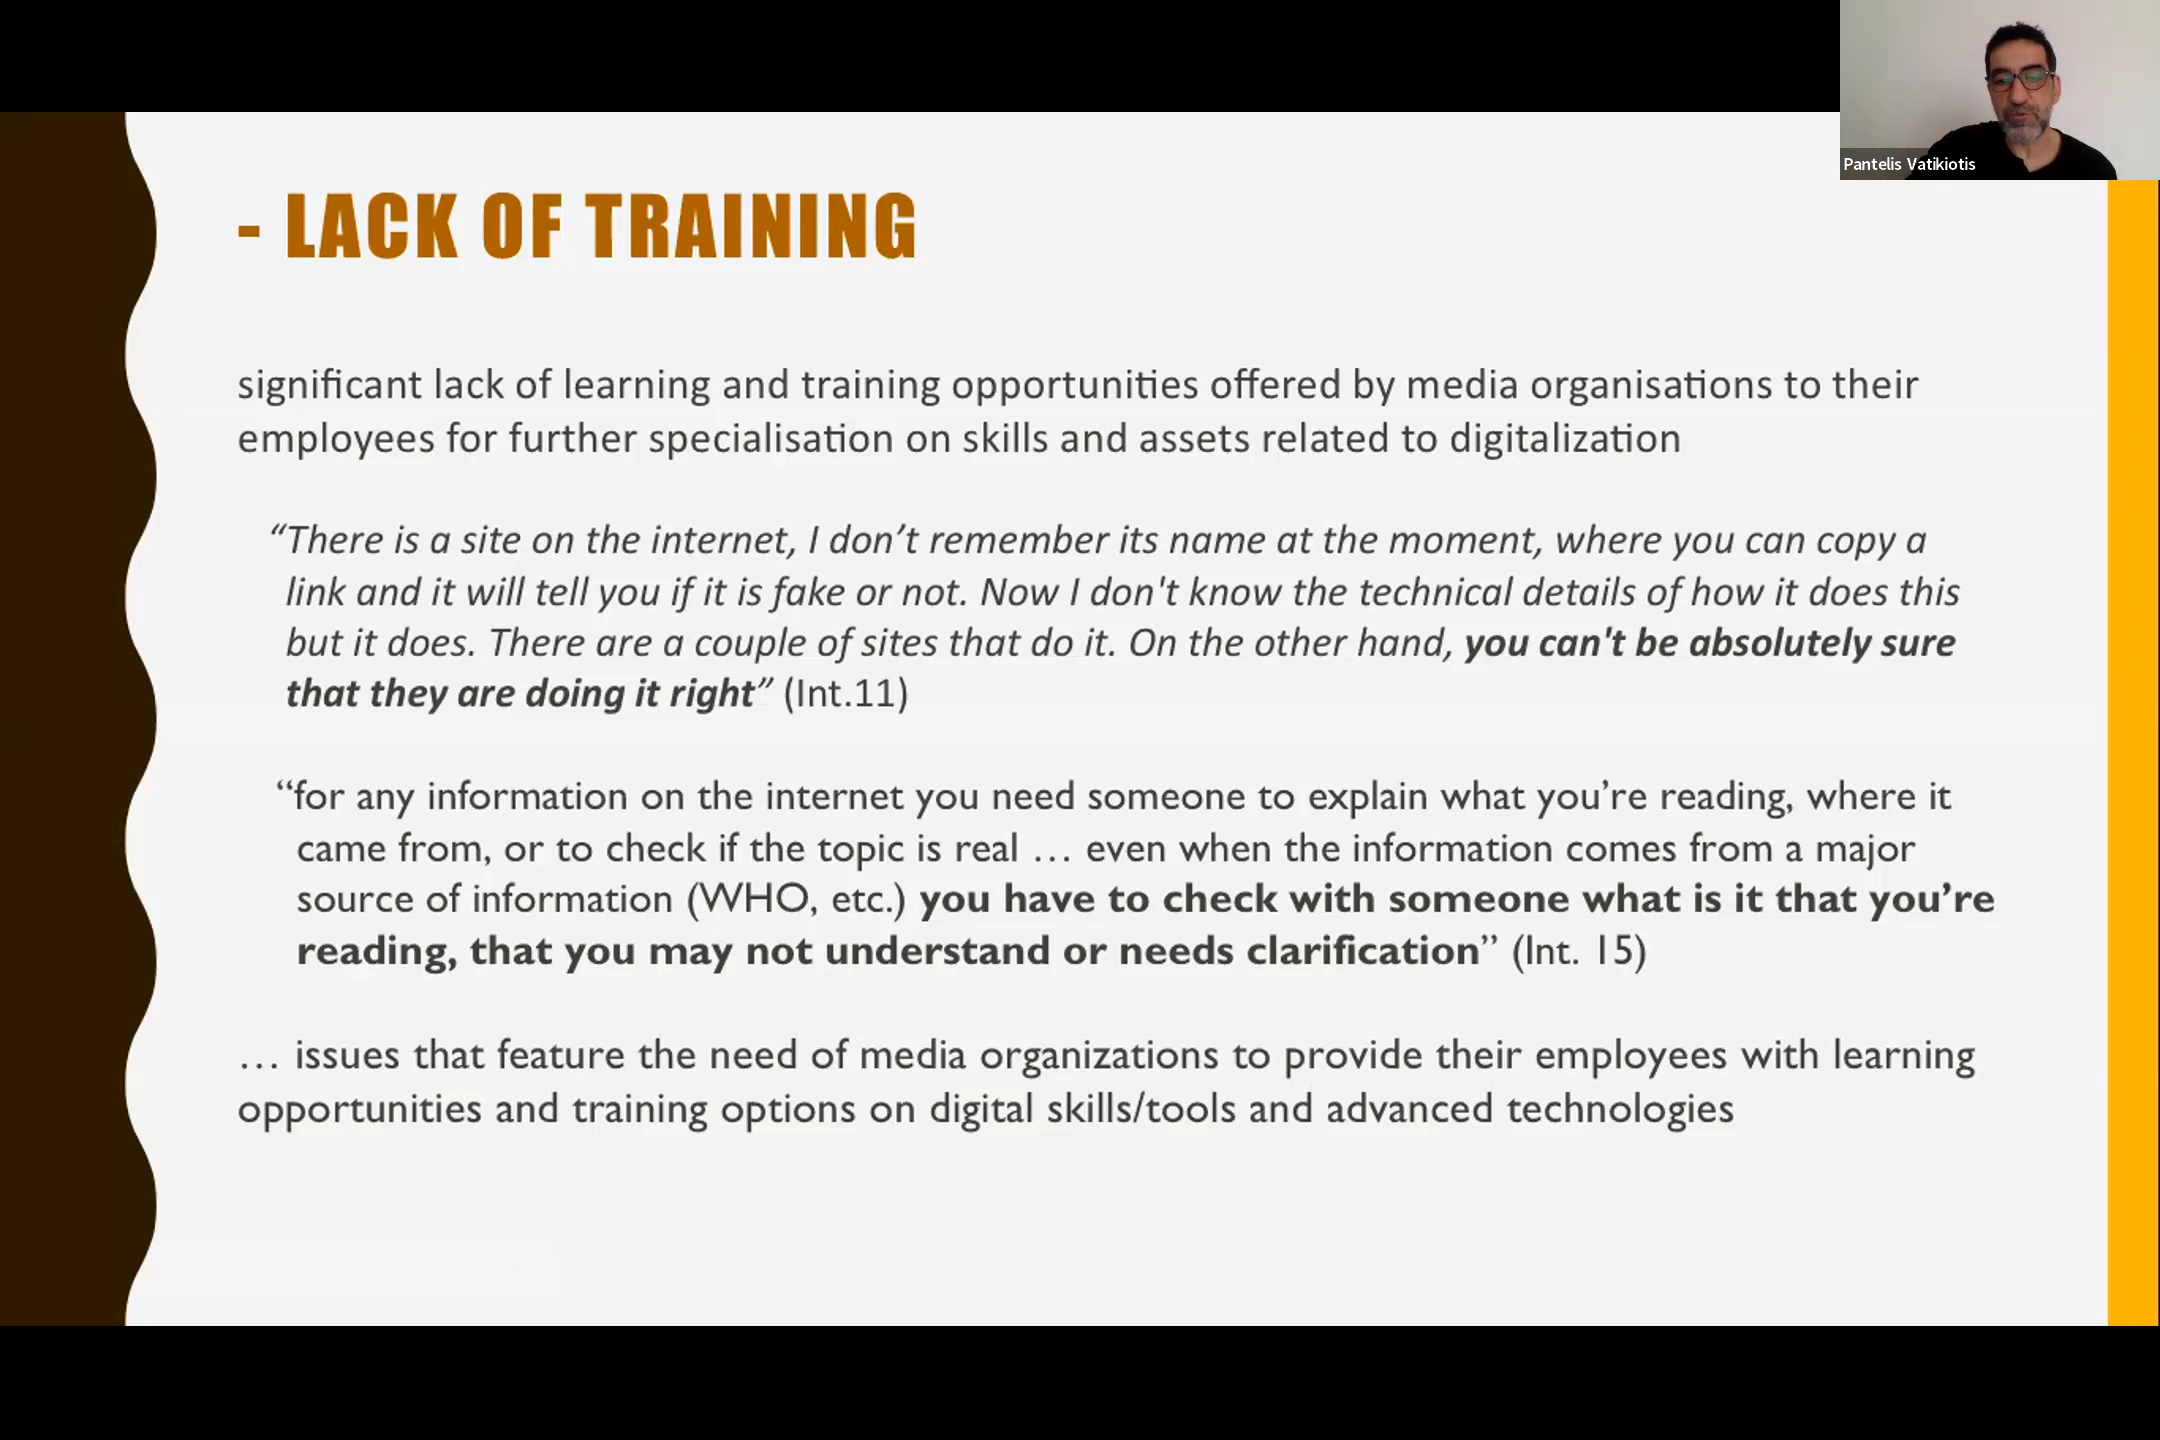 Pantelis Vatikiotis
- LACK OF TRAINING
significant lack of learning and training opportunities offered by media organisations to their
employees for further specialisation on skills and assets related to digitalization
“There is a site on the internet, I don’t remember its name at the moment, where you can copy a
link and it will tell you if it is fake or not. Now I don't know the technical details of how it does this
but it does. There are a couple of sites that do it. On the other hand, you can't be absolutely sure
that they are doing it right” (Int.11)
“for any information on the internet you need someone to explain what you’re reading, where it
came from, or to check if the topic is real … even when the information comes from a major
source of information (WHO, etc.) you have to check with someone what is it that you’re
reading, that you may not understand or needs clarification” (Int. 15)
… issues that feature the need of media organizations to provide their employees with learning
opportunities and training options on digital skills/tools and advanced technologies